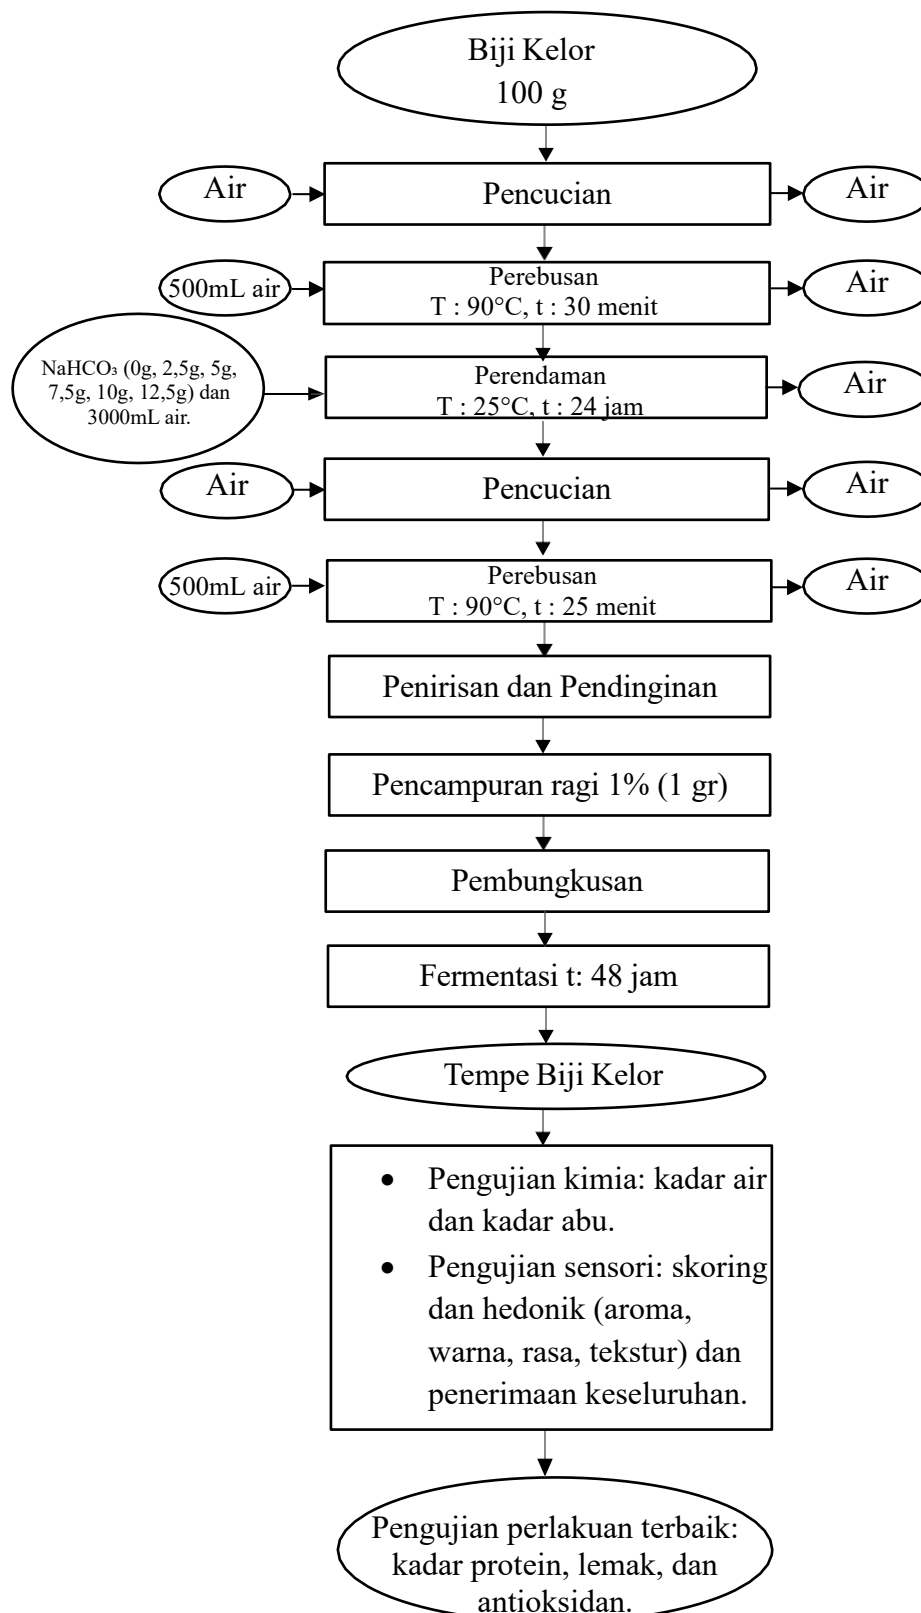 Biji Kelor
100 g
Air
Pencucian
Air
500mL air
Perebusan
T : 90°C, t : 30 menit
Air
NaHCO₃ (0g, 2,5g, 5g,
7,5g, 10g, 12,5g) dan
3000mL air.
Perendaman
T : 25°C, t : 24 jam
Air
Air
Pencucian
Air
500mL air
Perebusan
T : 90°C, t : 25 menit
Air
Penirisan dan Pendinginan
Pencampuran ragi 1% (1 gr)
Pembungkusan
Fermentasi t: 48 jam
Tempe Biji Kelor
• Pengujian kimia: kadar air
dan kadar abu.
• Pengujian sensori: skoring
dan hedonik (aroma,
warna, rasa, tekstur) dan
penerimaan keseluruhan.
Pengujian perlakuan terbaik:
kadar protein, lemak, dan
antioksidan.